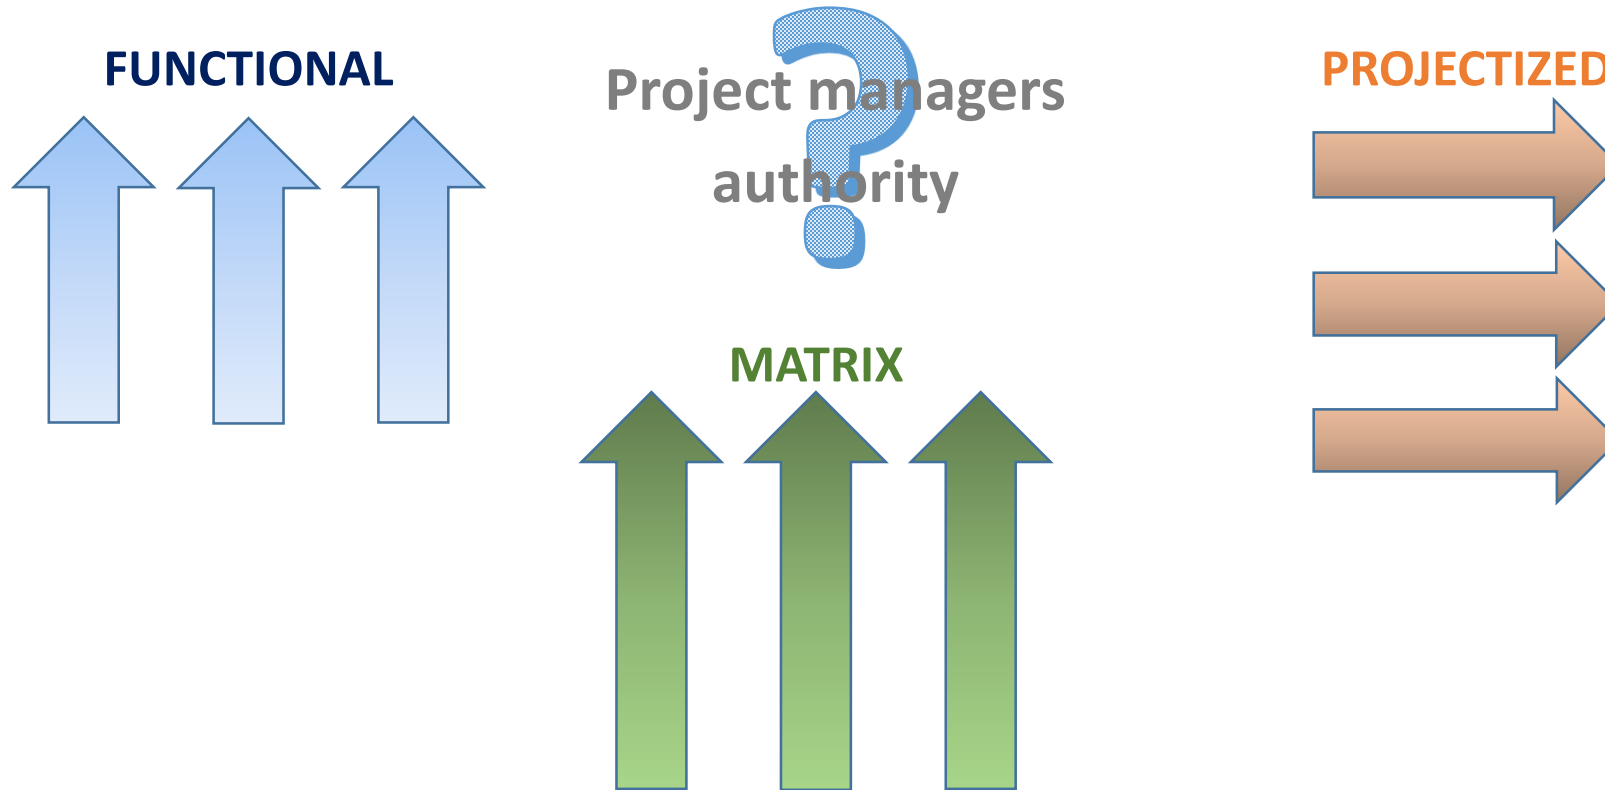 FUNCTIONAL
Project managers
authority
PROJECTIZED
MATRIX